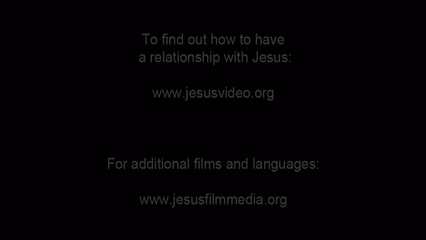 To find out how to have
a relationship with Jesus:
www.jesusvideo.org
For additional films and languages:
www.jesusfilmmedia.org